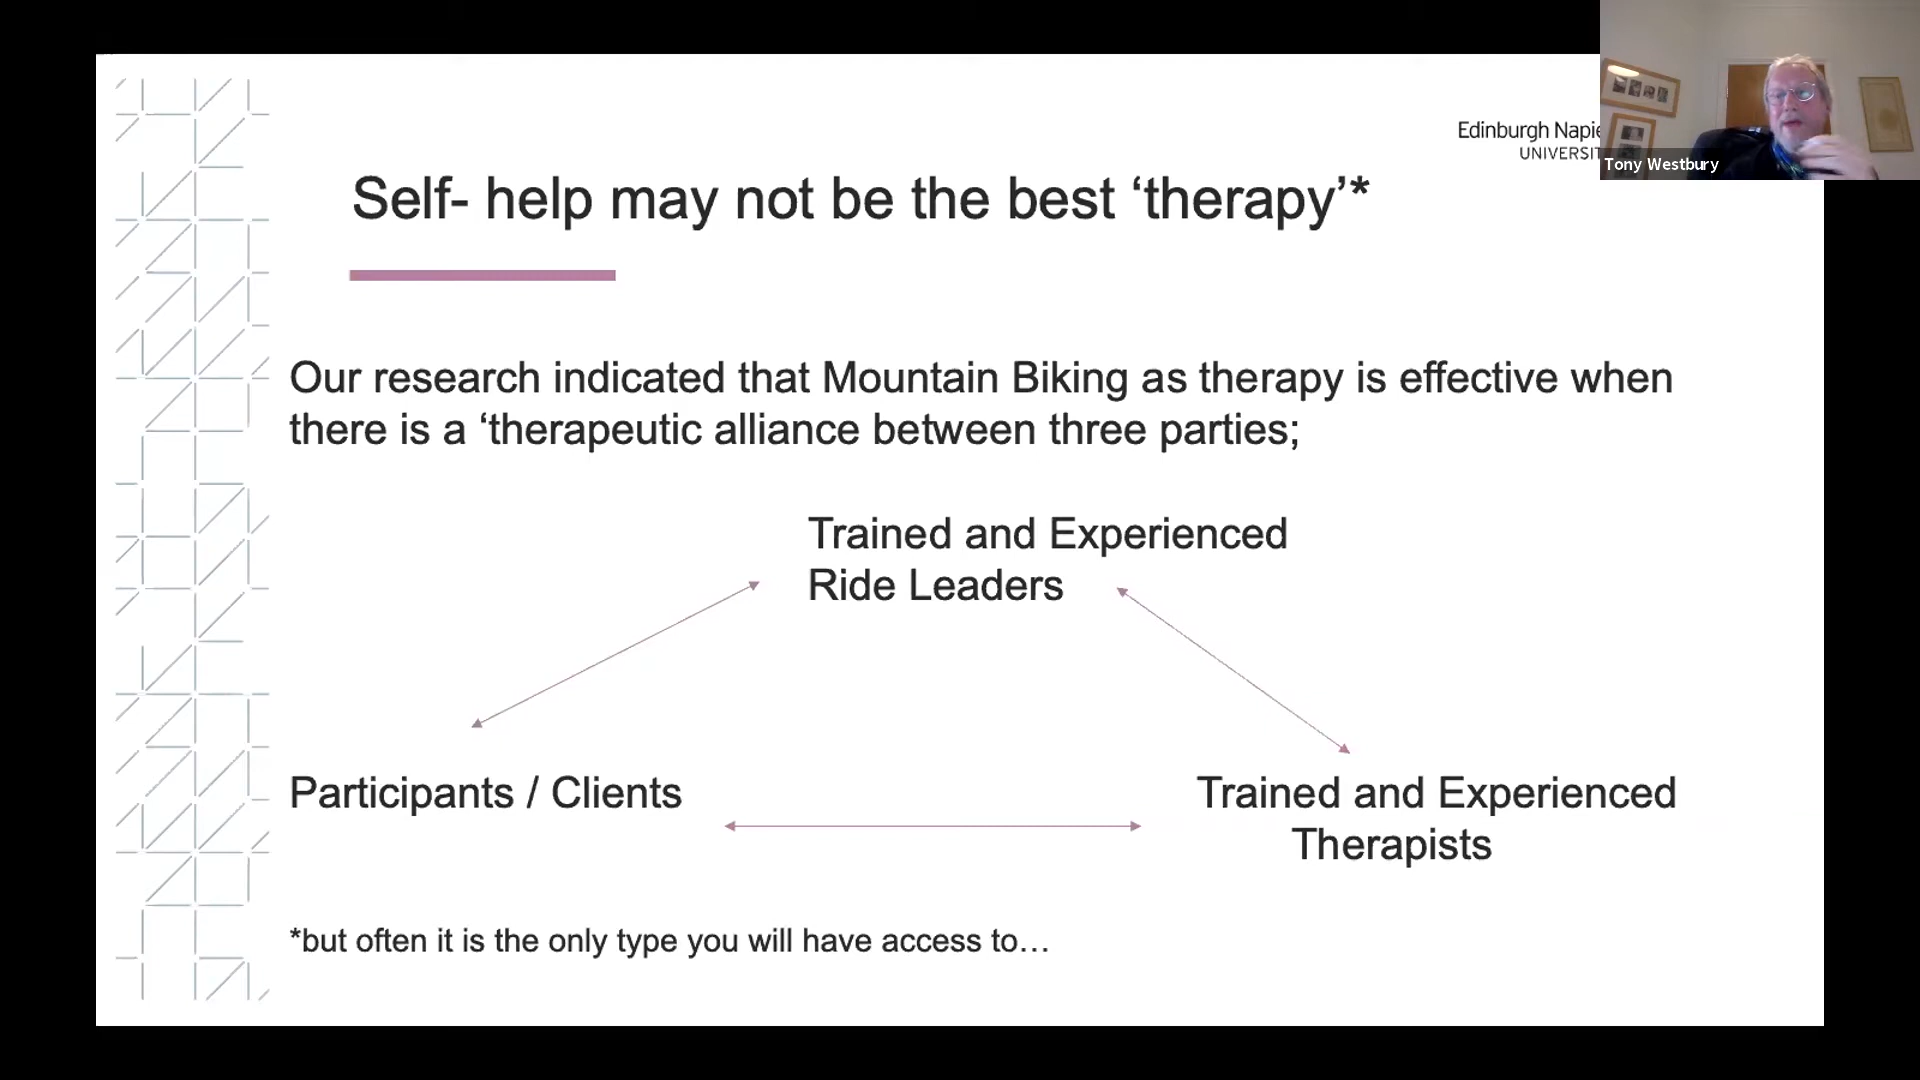 Edinburgh Napie
UNIVERSIT
Tony Westbury
Self- help may not be the best ‘therapy’*
Our research indicated that Mountain Biking as therapy is effective when
there is a ‘therapeutic alliance between three parties;
Trained and Experienced
Ride Leaders
Participants / Clients
Trained and Experienced
Therapists
*but often it is the only type you will have access to…